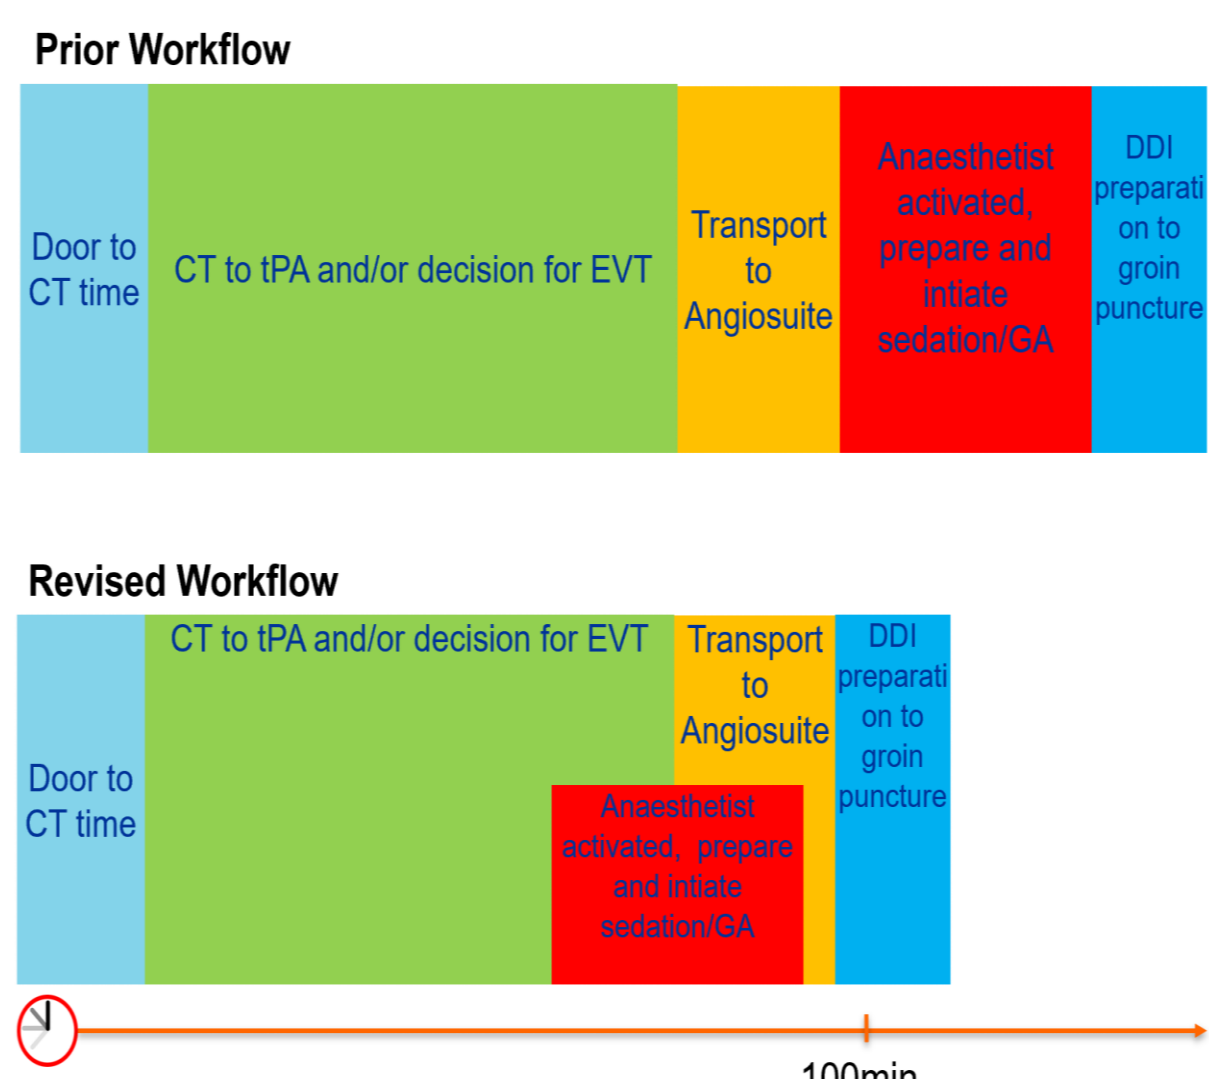 Prior Workflow
Door to
CT time
CT to tPA and/or decision for EVT
Transport
to
Angiosuite
Anaesthetist
activated,
prepare and
intiate
sedation/GA
DDI
preparati
on to
groin
puncture
Revised Workflow
Door to
CT time
CT to tPA and/or decision for EVT
Transport
to
Angiosuite
Anaesthetist
activated, prepare
and intiate
sedation/GA
DDI
preparati
on to
groin
puncture
100min